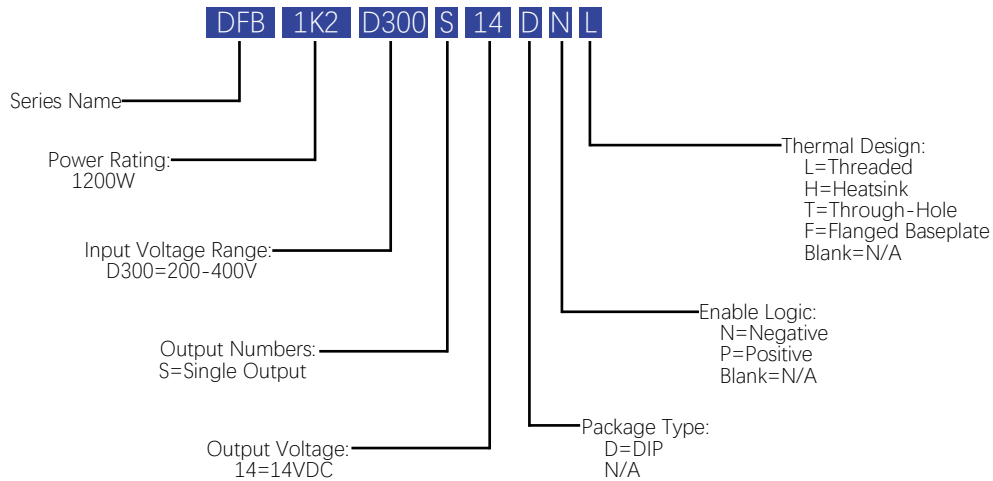 DFB 1K2 D300 S 14 D N L
Series Name
Power Rating:
1200W
Input Voltage Range:
D300=200-400V
Output Numbers:
S=Single Output
Output Voltage:
14=14VDC
Thermal Design:
L=Threaded
H=Heatsink
T=Through-Hole
F=Flanged Baseplate
Blank=N/A
Enable Logic:
N=Negative
P=Positive
Blank=N/A
Package Type:
D=DIP
N/A